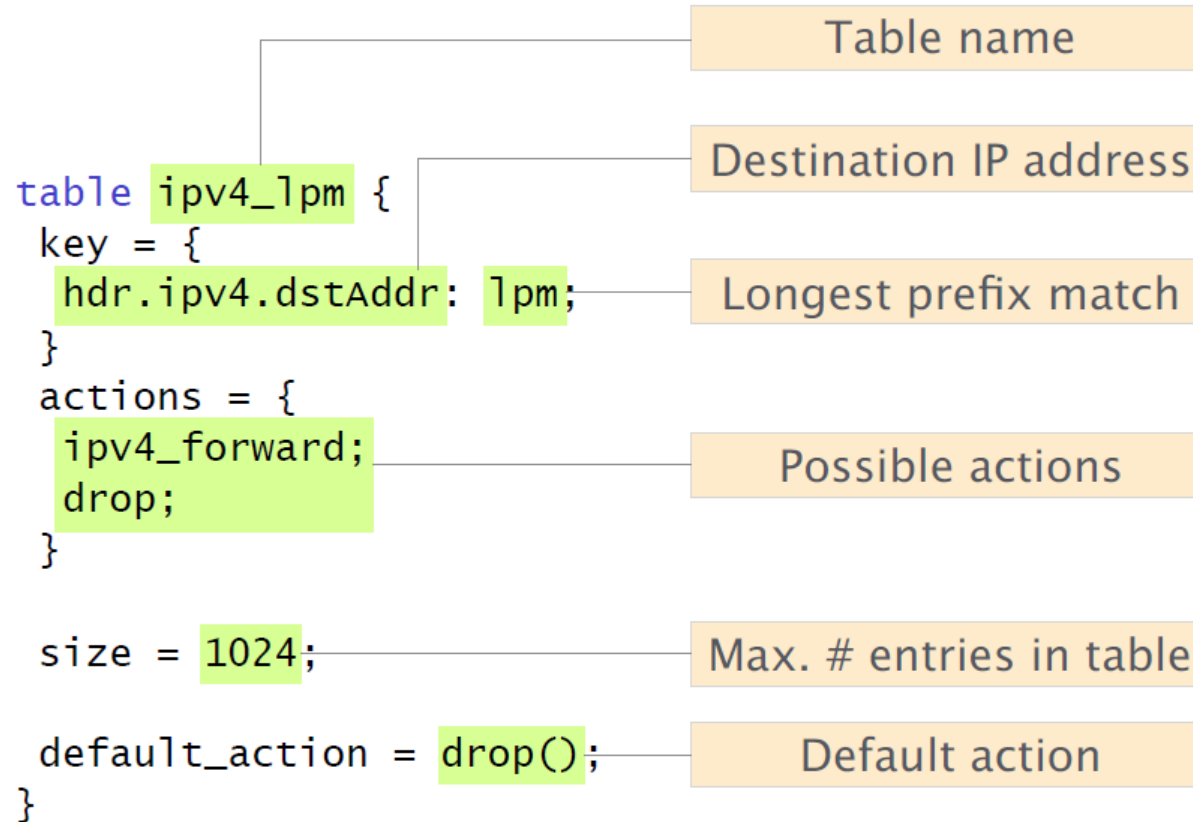 Table name
Destination IP address
table ipv4_lpm {
key = {
hdr.ipv4.dstAddr: lpm;
Longest prefix match
}
actions = {
ipv4_forward;
drop;
Possible actions
}
size = 1024;
Max. # entries in table
default_action = drop();
Default action
}